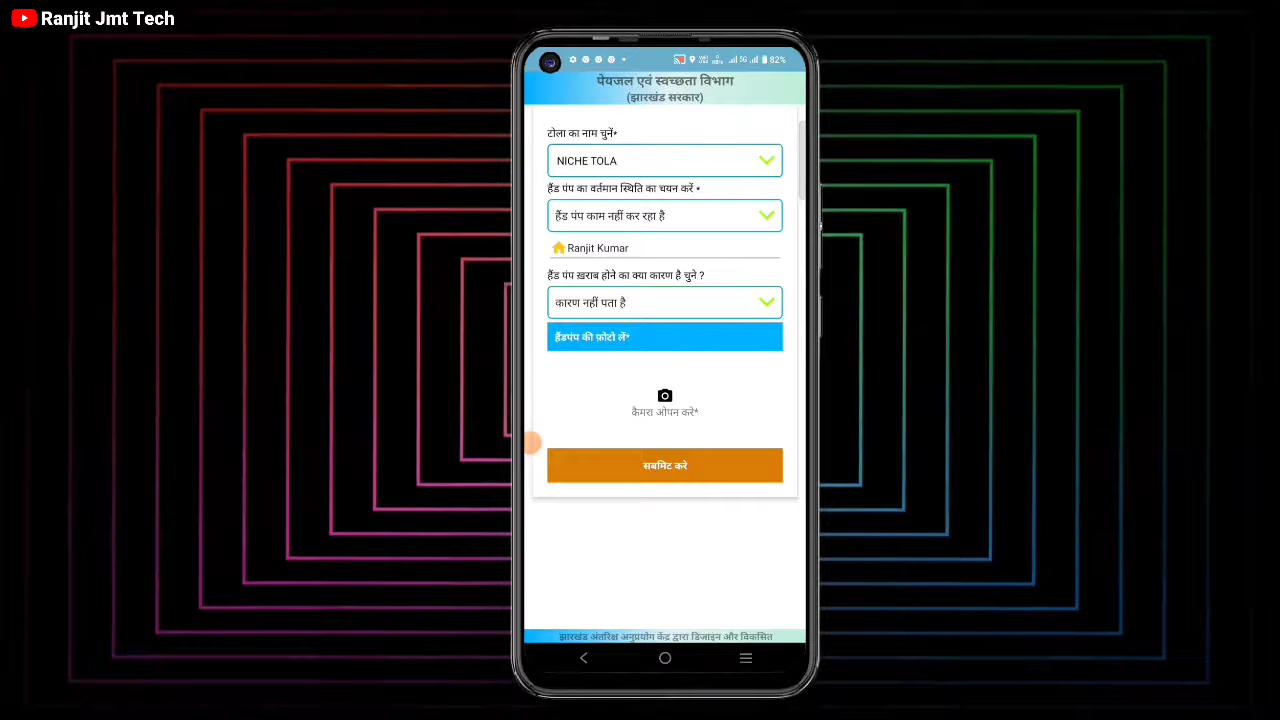 Ranjit Jmt Tech
82%
पेयजल एवं स्वच्छता विभाग
(झारखंड सरकार)
टोला का नाम चुनें*
NICHE TOLA
हैंड पंप का वर्तमान स्थिति का चयन करें *
हैंड पंप काम नहीं कर रहा है
Ranjit Kumar
हैंड पंप ख़राब होने का क्या कारण है चुने ?
कारण नहीं पता है
हैंडपंप की फ़ोटो लें*
कैमरा ओपन करे*
सबमिट करे
झारखंड अंतरिक्ष अनुप्रयोग केंद्र द्वारा डिजाइन और विकसित